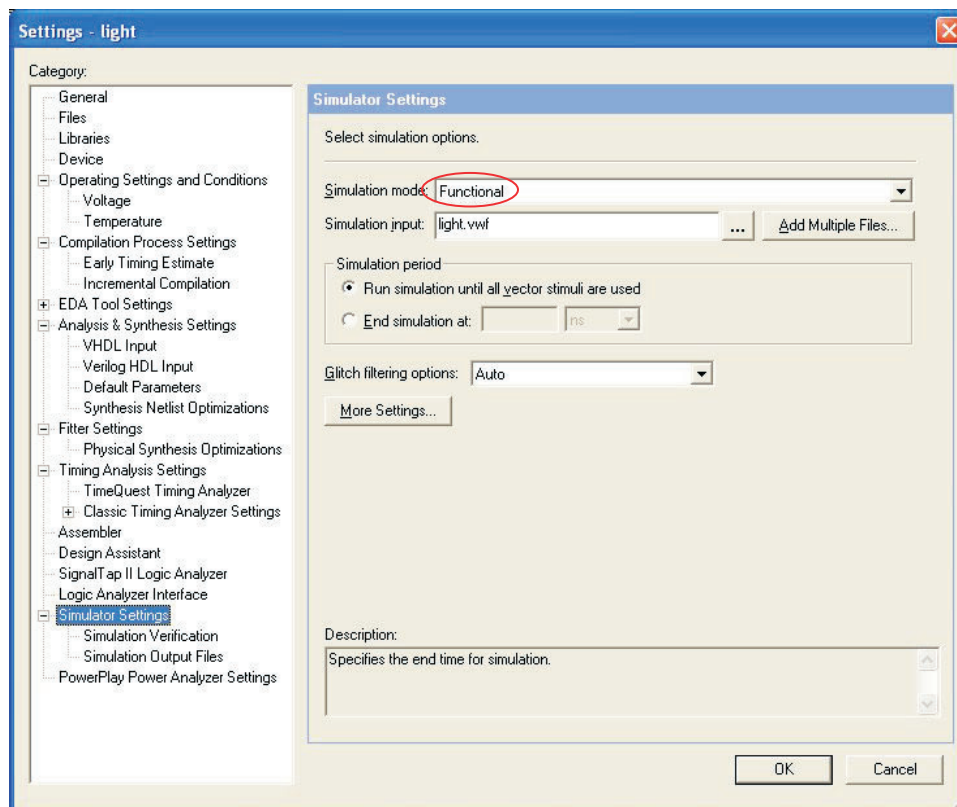 Settings - light
Category:
General
Files
Libraries
Device
Operating Settings and Conditions
Voltage
Temperature
Compilation Process Settings
Early Timing Estimate
Incremental Compilation
EDA Tool Settings
Analysis & Synthesis Settings
VHDL Input
Verilog HDL Input
Default Parameters
Synthesis Netlist Optimizations
Fitter Settings
Physical Synthesis Optimizations
Timing Analysis Settings
TimeQuest Timing Analyzer
Classic Timing Analyzer Settings
Assembler
Design Assistant
SignalTap II Logic Analyzer
Logic Analyzer Interface
Simulator Settings
Simulation Verification
Simulation Output Files
PowerPlay Power Analyzer Settings
Simulator Settings
Select simulation options.
Simulation mode: Functional
Simulation input: light.vwf ... Add Multiple Files...
Simulation period
Run simulation until all vector stimuli are used
End simulation at: ns
Glitch filtering options: Auto
More Settings...
Description:
Specifies the end time for simulation.
OK Cancel